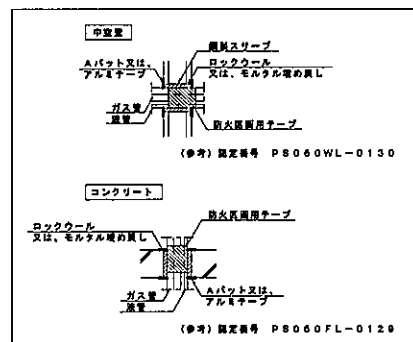 中空壁
鋼製スリーブ
Aパット又は、
アルミテープ
ロックウール
又は、モルタル埋め戻し
ガス管
液管
防火区画用テープ
(参考) 認定番号 PS060WL-0130
コンクリート
防火区画用テープ
ロックウール
又は、モルタル埋め戻し
ガス管
液管
Aパット又は、
アルミテープ
(参考) 認定番号 PS060FL-0129